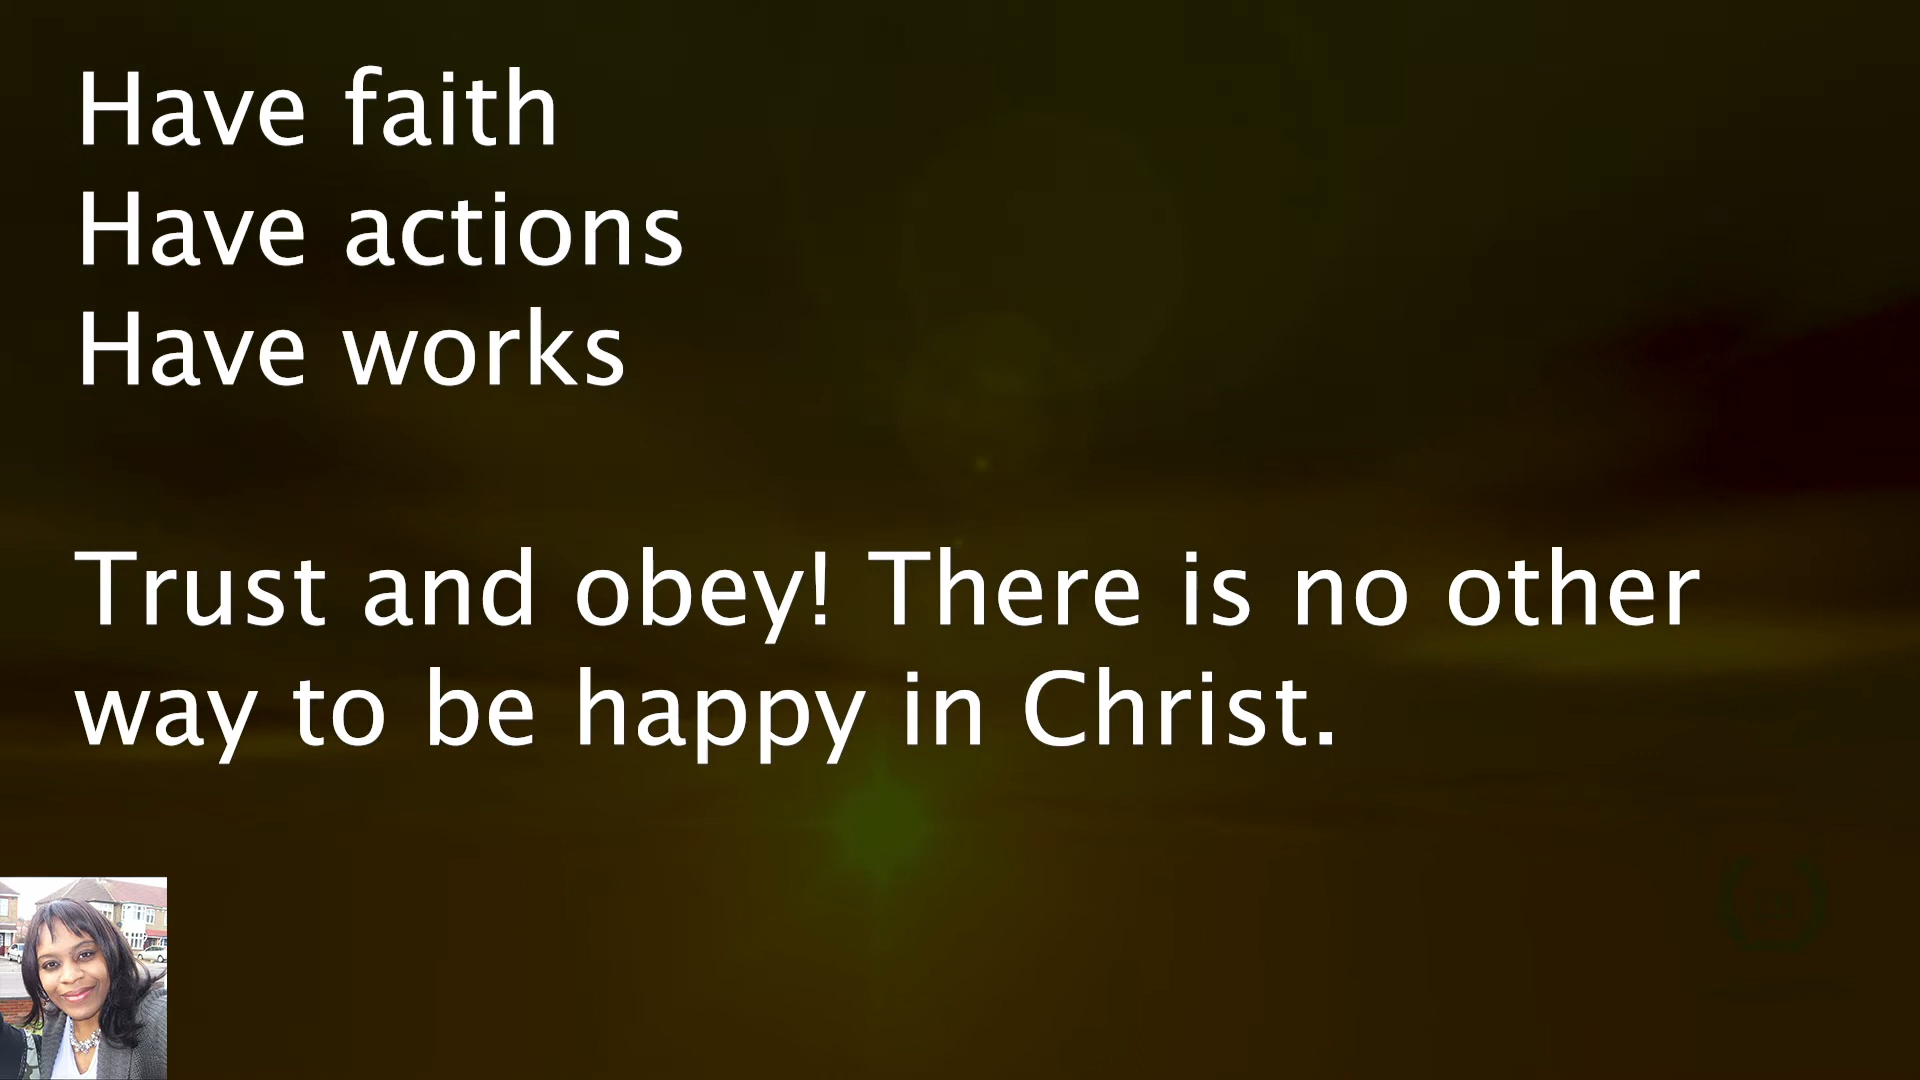 Have faith
Have actions
Have works
Trust and obey! There is no other
way to be happy in Christ.